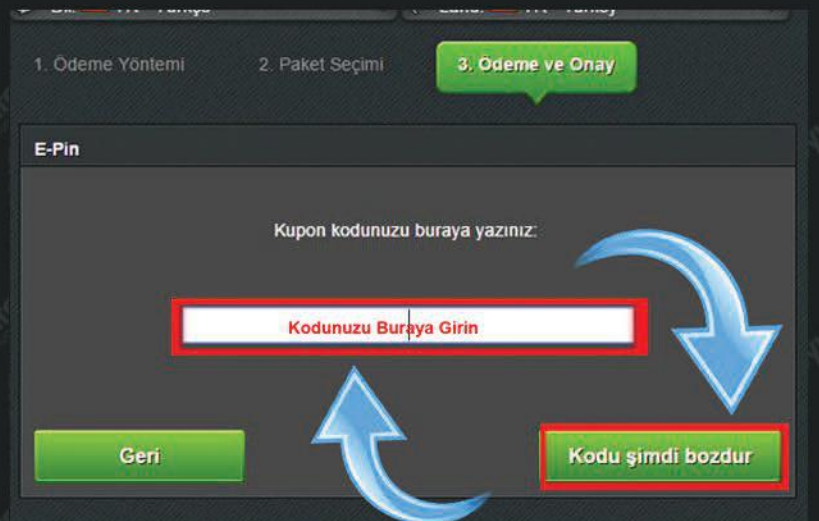 1. Ödeme Yöntemi 2. Paket Seçimi 3. Ödeme ve Onay
E-Pin
Kupon kodunuzu buraya yazınız:
Kodunuzu Buraya Girin
Geri Kodu şimdi bozdur